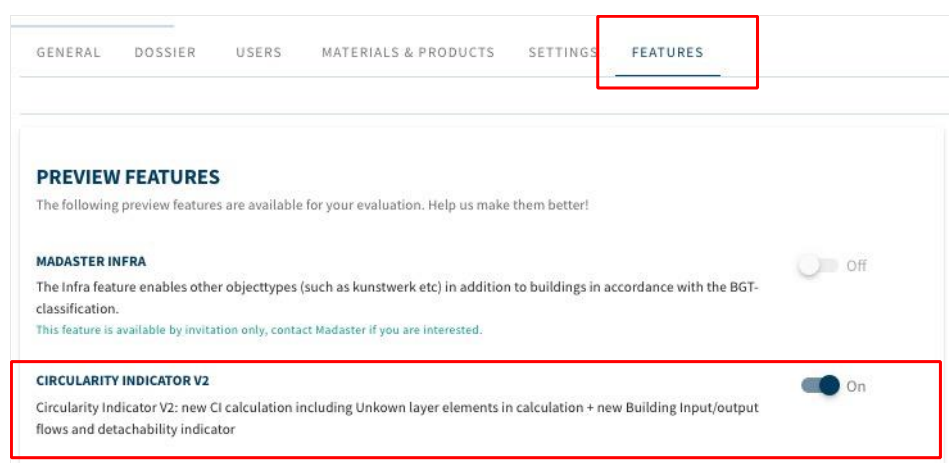 GENERAL DOSSIER USERS MATERIALS & PRODUCTS SETTINGS FEATURES
PREVIEW FEATURES
The following preview features are available for your evaluation. Help us make them better!
MADASTER INFRA
Off
The Infra feature enables other objecttypes (such as kunstwerk etc) in addition to buildings in accordance with the BGT-
classification.
This feature is available by invitation only, contact Madaster if you are interested.
CIRCULARITY INDICATOR V2
On
Circularity Indicator V2: new CI calculation including Unkown layer elements in calculation + new Building Input/output
flows and detachability indicator